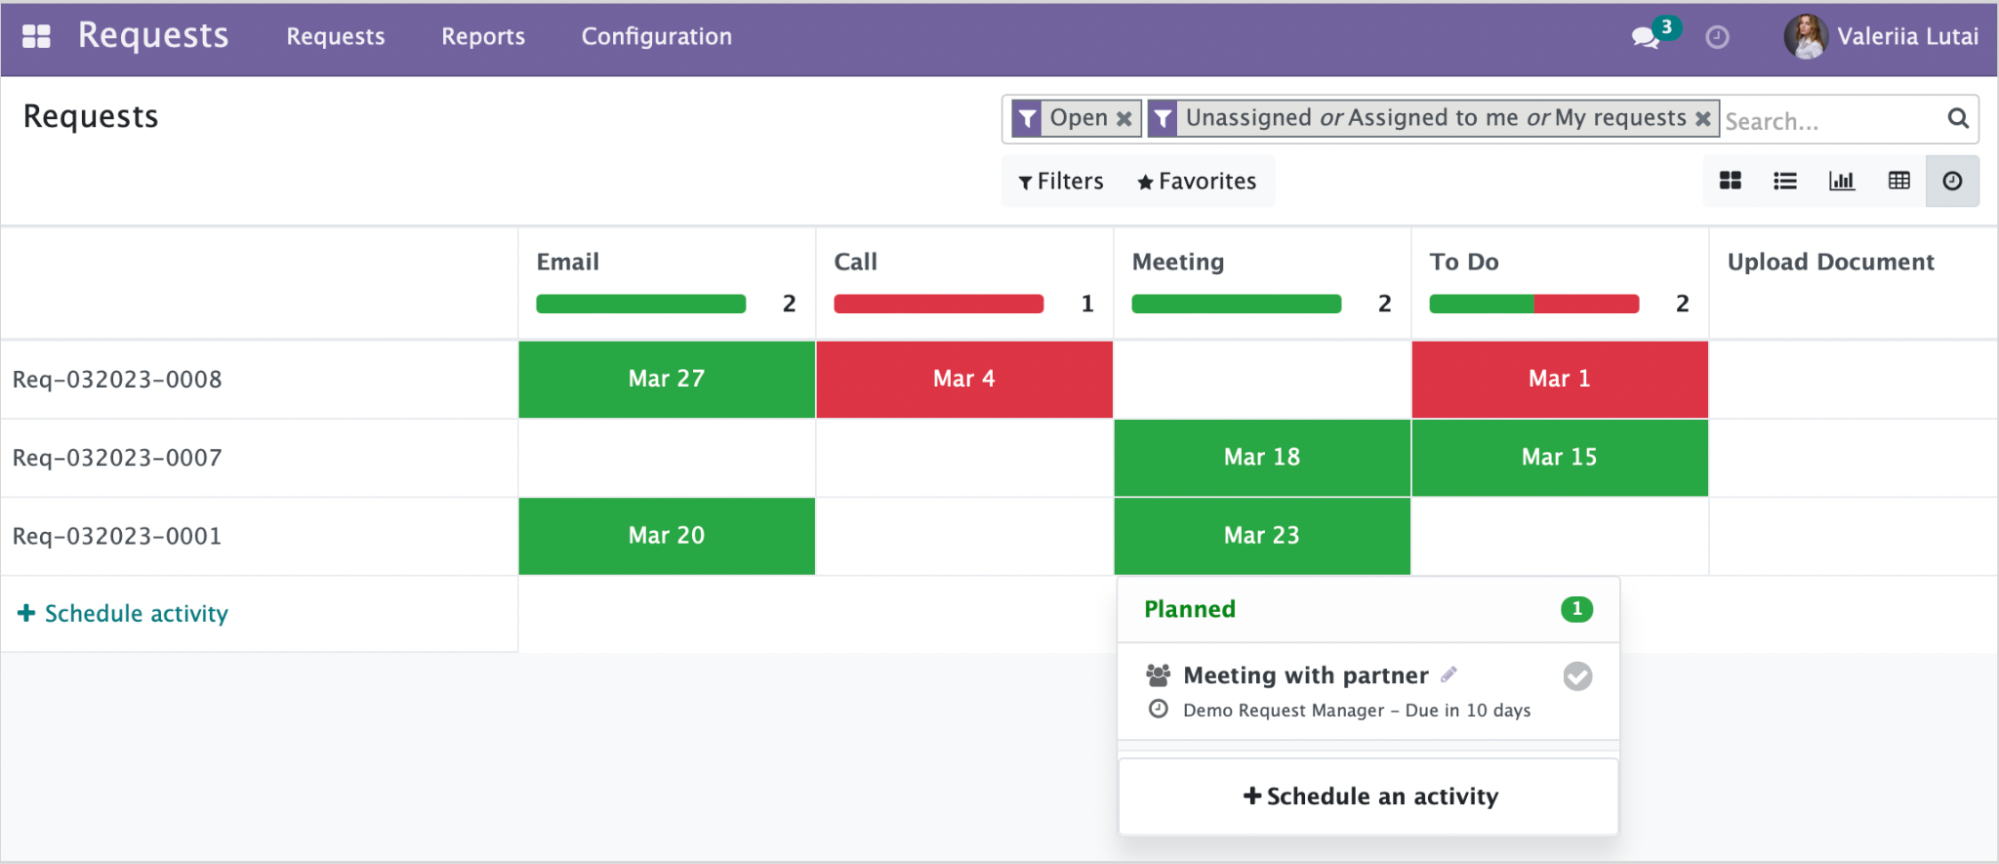 Requests Requests Reports Configuration 3 Valeriia Lutai
Requests Open Unassigned or Assigned to me or My requests Search...
Filters Favorites
Email Call Meeting To Do Upload Document
2 1 2 2
Req-032023-0008 Mar 27 Mar 4 Mar 1
Req-032023-0007 Mar 18 Mar 15
Req-032023-0001 Mar 20 Mar 23
+ Schedule activity
Planned 1
Meeting with partner
Demo Request Manager – Due in 10 days
+ Schedule an activity